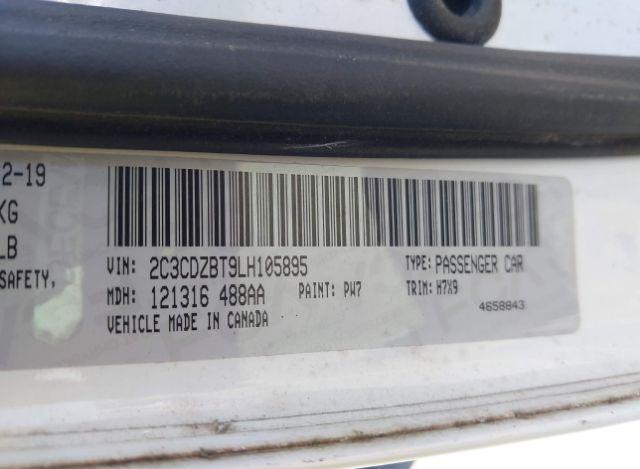 2-19
KG
LB
SAFETY,
VIN: 2C3CDZBT9LH105895 TYPE: PASSENGER CAR
MDH: 121316 488AA PAINT: PW7 TRIM: H7X9
VEHICLE MADE IN CANADA 4658843